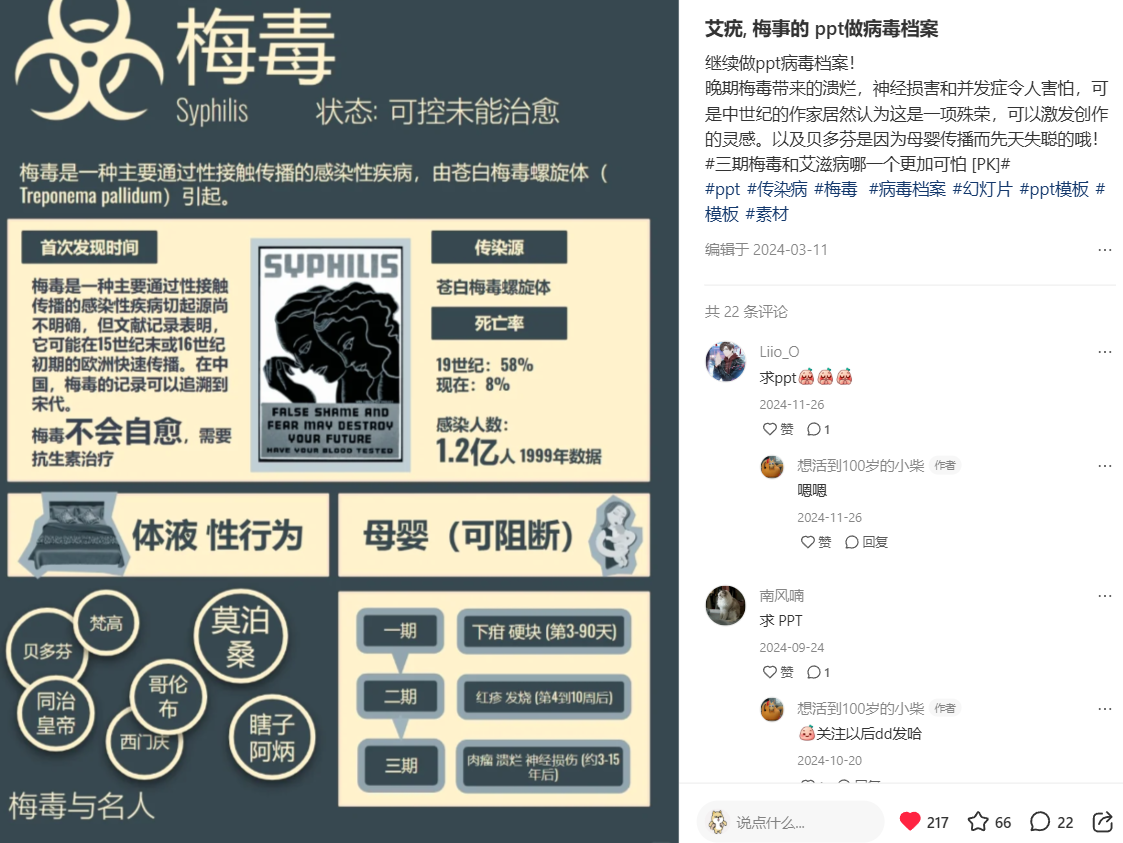 梅毒
Syphilis
状态: 可控未能治愈
梅毒是一种主要通过性接触传播的感染性疾病，由苍白梅毒螺旋体（
Treponema pallidum）引起。
首次发现时间
梅毒是一种主要通过性接触
传播的感染性疾病切起源尚
不明确，但文献记录表明，
它可能在15世纪末或16世纪
初期的欧洲快速传播。在中
国，梅毒的记录可以追溯到
宋代。
梅毒不会自愈，需要
抗生素治疗
SYPHILIS
FALSE SHAME AND
FEAR MAY DESTROY
YOUR FUTURE
HAVE YOUR BLOOD TESTED
传染源
苍白梅毒螺旋体
死亡率
19世纪：58%
现在：8%
感染人数：
1.2亿人 1999年数据
体液 性行为
母婴（可阻断）
贝多芬
梵高
莫泊
桑
同治
皇帝
哥伦
布
西门庆
瞎子
阿炳
梅毒与名人
一期
下疳 硬块 (第3-90天)
二期
红疹 发烧 (第4到10周后)
三期
肉瘤 溃烂 神经损伤 (约3-15
年后)
艾疣, 梅事的 ppt做病毒档案
继续做ppt病毒档案！
晚期梅毒带来的溃烂，神经损害和并发症令人害怕，可
是中世纪的作家居然认为这是一项殊荣，可以激发创作
的灵感。以及贝多芬是因为母婴传播而先天失聪的哦！
#三期梅毒和艾滋病哪一个更加可怕 [PK]#
#ppt #传染病 #梅毒 #病毒档案 #幻灯片 #ppt模板 #
模板 #素材
编辑于 2024-03-11
共 22 条评论
Liio_O
求ppt
2024-11-26
赞 1
想活到100岁的小柴 作者
嗯嗯
2024-11-26
赞 回复
南风喃
求 PPT
2024-09-24
赞 1
想活到100岁的小柴 作者
关注以后dd发哈
2024-10-20
说点什么...
217
66
22